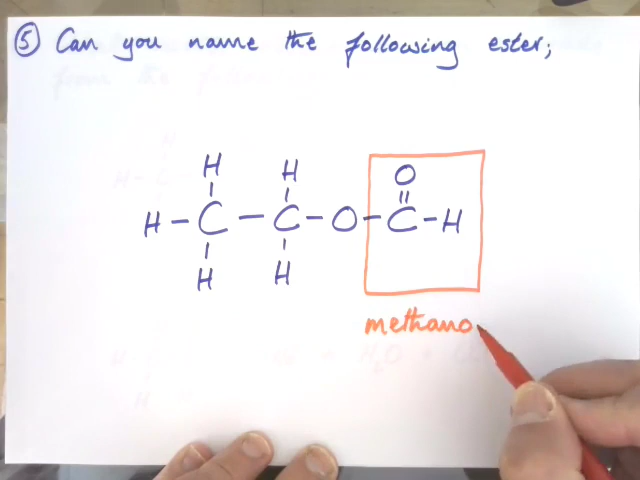 ⑤ Can you name the following ester;
H H O
H - C - C - O - C - H
H H
methano